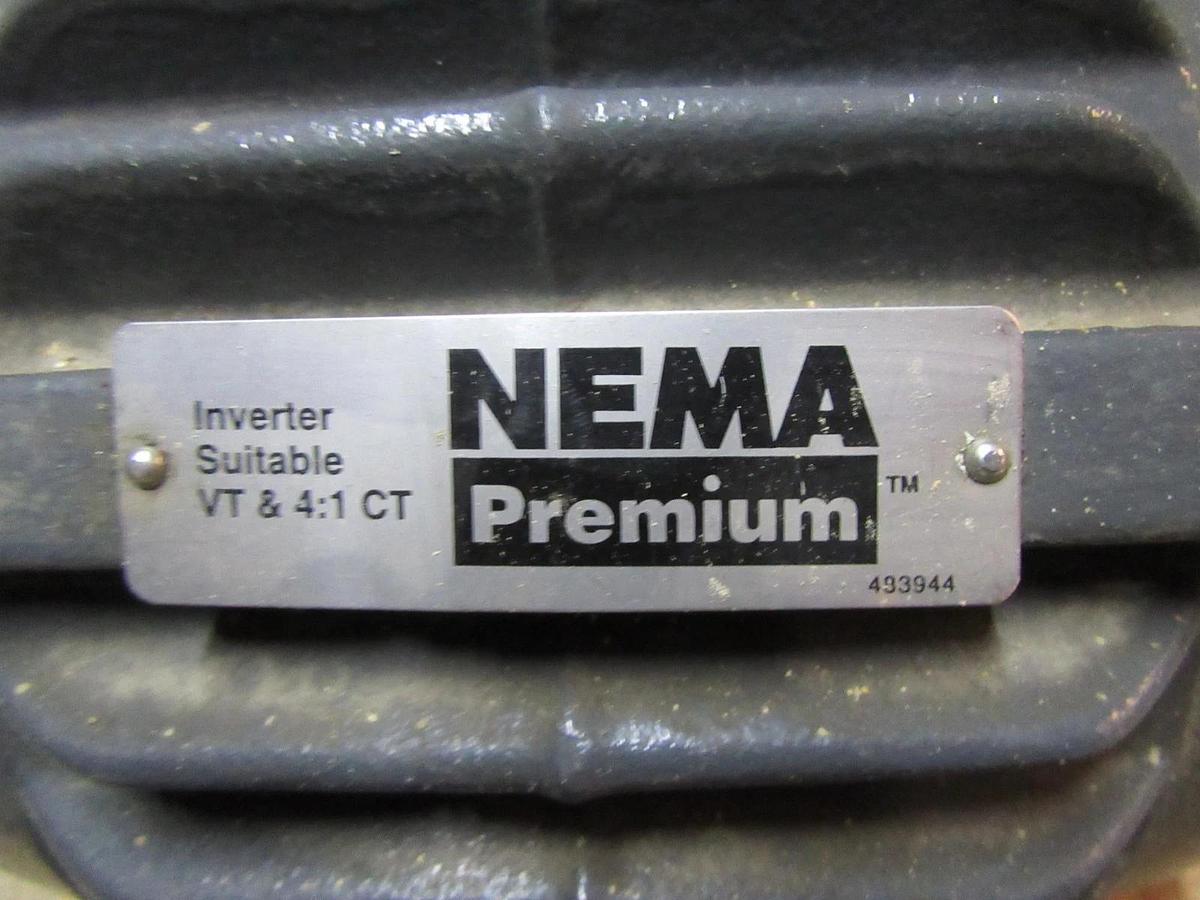 Inverter
Suitable
VT & 4:1 CT
NEMA
Premium ™
493944